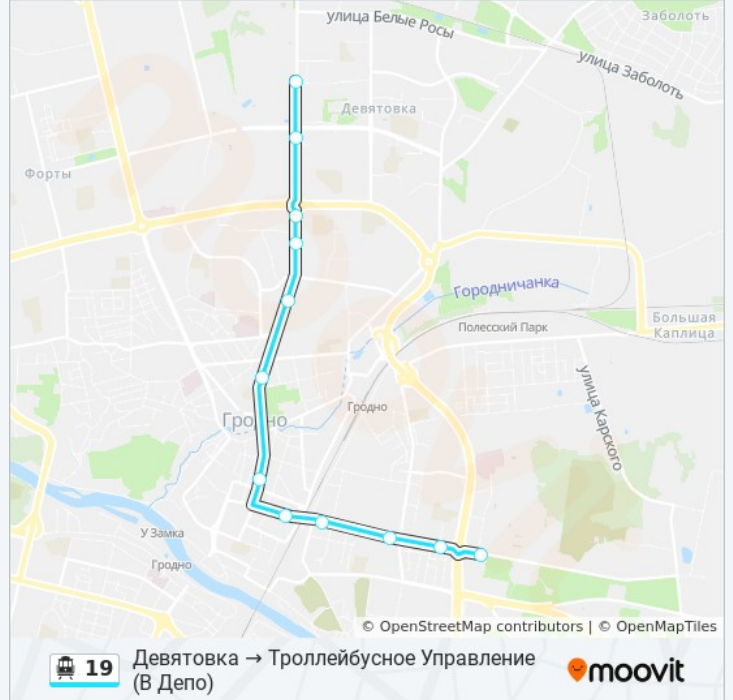 улица Белые Росы
Заболоть
улица Заболоть
Девятовка
Форты
Городничанка
Большая
Каплица
Полесский Парк
улица Карского
Гродно
Гродно
У Замка
Гродно
© OpenStreetMap contributors | © OpenMapTiles
19
Девятовка → Троллейбусное Управление
(В Депо)
moovit